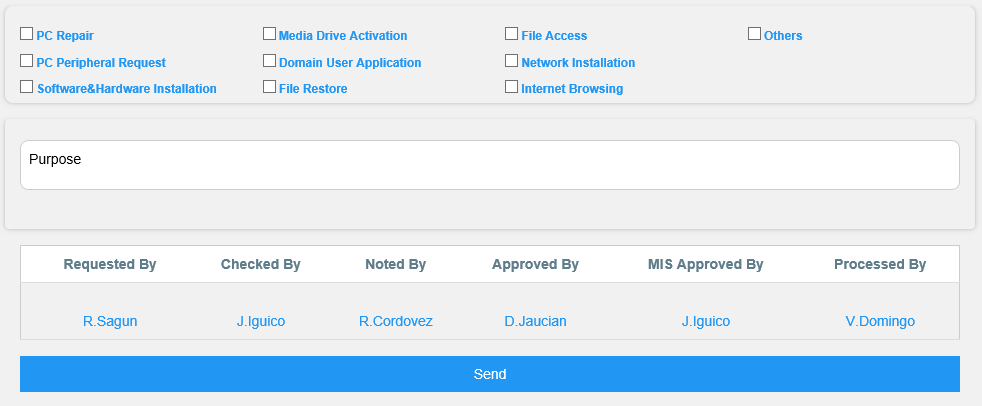 PC Repair Media Drive Activation File Access Others
PC Peripheral Request Domain User Application Network Installation
Software&Hardware Installation File Restore Internet Browsing
Purpose
Requested By Checked By Noted By Approved By MIS Approved By Processed By
R.Sagun J.Iguico R.Cordovez D.Jaucian J.Iguico V.Domingo
Send